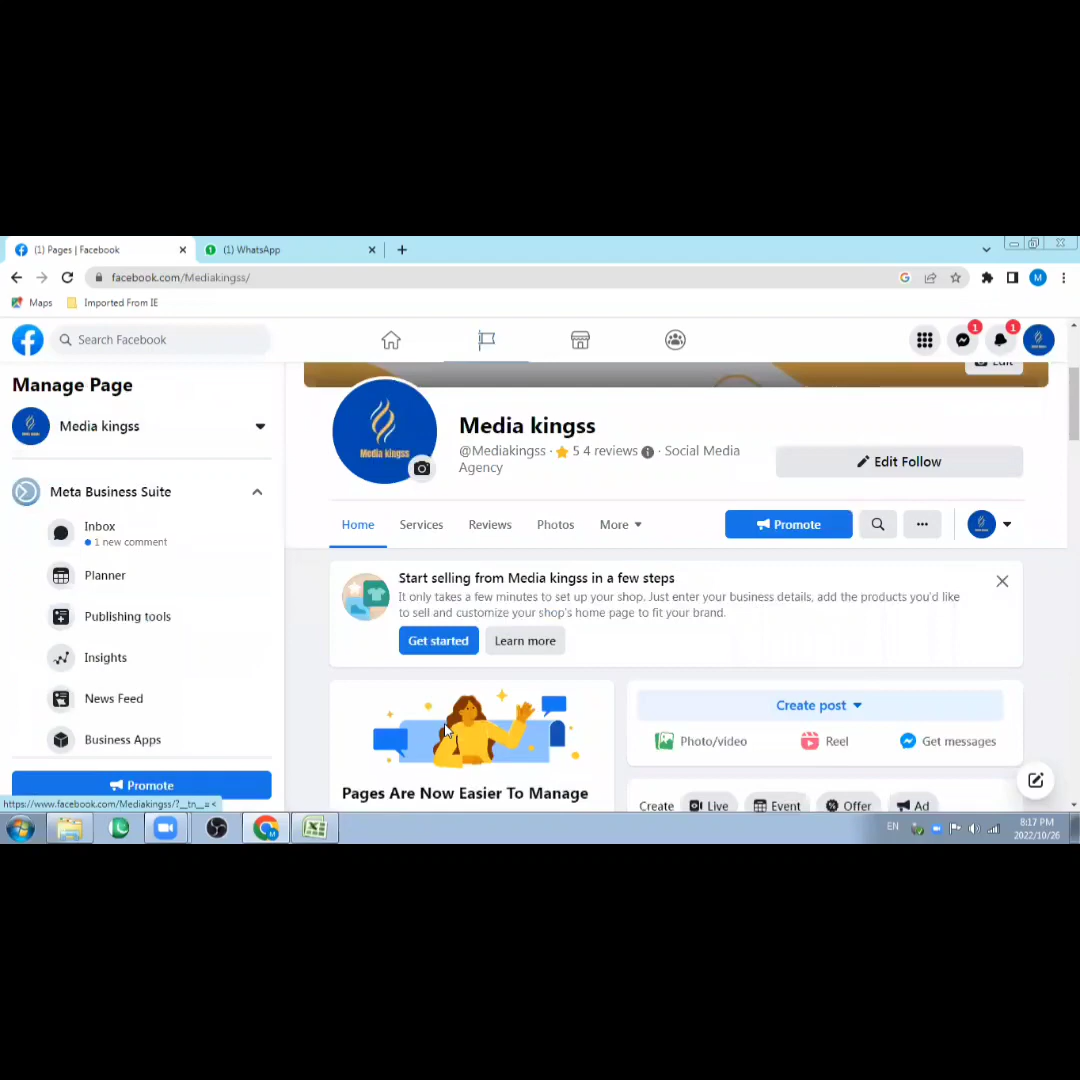 (1) Pages | Facebook
(1) WhatsApp
facebook.com/Mediakingss/
Maps
Imported From IE
Search Facebook
1
1
Manage Page
Media kingss
Meta Business Suite
Inbox
1 new comment
Planner
Publishing tools
Insights
News Feed
Business Apps
Promote
https://www.facebook.com/Mediakingss/?__tn__=<
Edit
Media kingss
Media kingss
@Mediakingss · 5 4 reviews · Social Media
Agency
Edit Follow
Home
Services
Reviews
Photos
More
Promote
Start selling from Media kingss in a few steps
It only takes a few minutes to set up your shop. Just enter your business details, add the products you'd like
to sell and customize your shop's home page to fit your brand.
Get started
Learn more
Pages Are Now Easier To Manage
Create post
Photo/video
Reel
Get messages
Create
Live
Event
Offer
Ad
EN
8:17 PM
2022/10/26